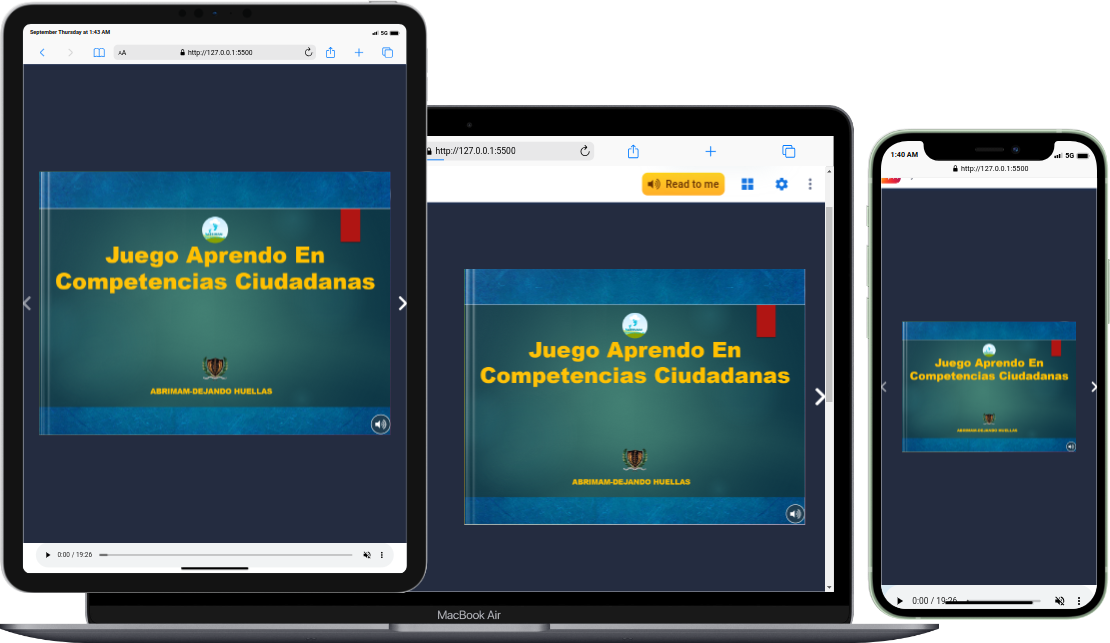 September Thursday at 1:43 AM
5G
AA
http://127.0.0.1:5500
Juego Aprendo En
Competencias Ciudadanas
ABRIMAM-DEJANDO HUELLAS
0:00 / 19:26
http://127.0.0.1:5500
Read to me
Juego Aprendo En
Competencias Ciudadanas
ABRIMAM-DEJANDO HUELLAS
MacBook Air
1:40 AM
5G
http://127.0.0.1:5500
Juego Aprendo En
Competencias Ciudadanas
ABRIMAM-DEJANDO HUELLAS
0:00 / 19:26